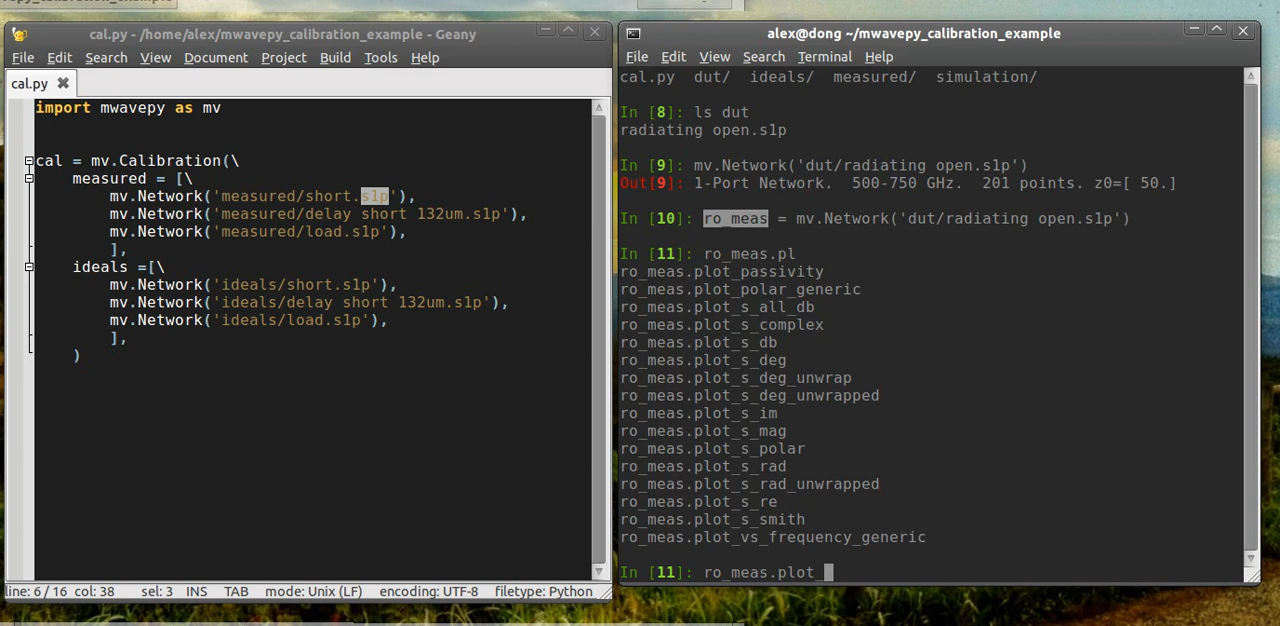 cal.py - /home/alex/mwavepy_calibration_example - Geany
File Edit Search View Document Project Build Tools Help
cal.py
import mwavepy as mv
cal = mv.Calibration(\
measured = [\
mv.Network('measured/short.s1p'),
mv.Network('measured/delay short 132um.s1p'),
mv.Network('measured/load.s1p'),
],
ideals =[\
mv.Network('ideals/short.s1p'),
mv.Network('ideals/delay short 132um.s1p'),
mv.Network('ideals/load.s1p'),
],
)
line: 6 / 16 col: 38 sel: 3 INS TAB mode: Unix (LF) encoding: UTF-8 filetype: Python
alex@dong ~/mwavepy_calibration_example
File Edit View Search Terminal Help
cal.py dut/ ideals/ measured/ simulation/
In [8]: ls dut
radiating open.s1p
In [9]: mv.Network('dut/radiating open.s1p')
Out[9]: 1-Port Network. 500-750 GHz. 201 points. z0=[ 50.]
In [10]: ro_meas = mv.Network('dut/radiating open.s1p')
In [11]: ro_meas.pl
ro_meas.plot_passivity
ro_meas.plot_polar_generic
ro_meas.plot_s_all_db
ro_meas.plot_s_complex
ro_meas.plot_s_db
ro_meas.plot_s_deg
ro_meas.plot_s_deg_unwrap
ro_meas.plot_s_deg_unwrapped
ro_meas.plot_s_im
ro_meas.plot_s_mag
ro_meas.plot_s_polar
ro_meas.plot_s_rad
ro_meas.plot_s_rad_unwrapped
ro_meas.plot_s_re
ro_meas.plot_s_smith
ro_meas.plot_vs_frequency_generic
In [11]: ro_meas.plot_